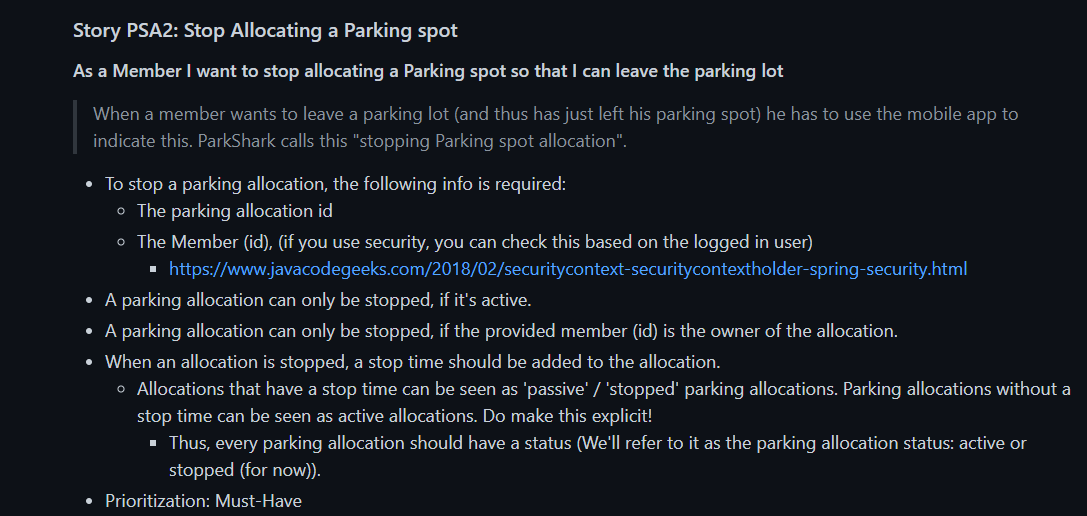 Story PSA2: Stop Allocating a Parking spot
As a Member I want to stop allocating a Parking spot so that I can leave the parking lot
When a member wants to leave a parking lot (and thus has just left his parking spot) he has to use the mobile app to
indicate this. ParkShark calls this "stopping Parking spot allocation".
To stop a parking allocation, the following info is required:
The parking allocation id
The Member (id), (if you use security, you can check this based on the logged in user)
https://www.javacodegeeks.com/2018/02/securitycontext-securitycontextholder-spring-security.html
A parking allocation can only be stopped, if it's active.
A parking allocation can only be stopped, if the provided member (id) is the owner of the allocation.
When an allocation is stopped, a stop time should be added to the allocation.
Allocations that have a stop time can be seen as 'passive' / 'stopped' parking allocations. Parking allocations without a
stop time can be seen as active allocations. Do make this explicit!
Thus, every parking allocation should have a status (We'll refer to it as the parking allocation status: active or
stopped (for now)).
Prioritization: Must-Have